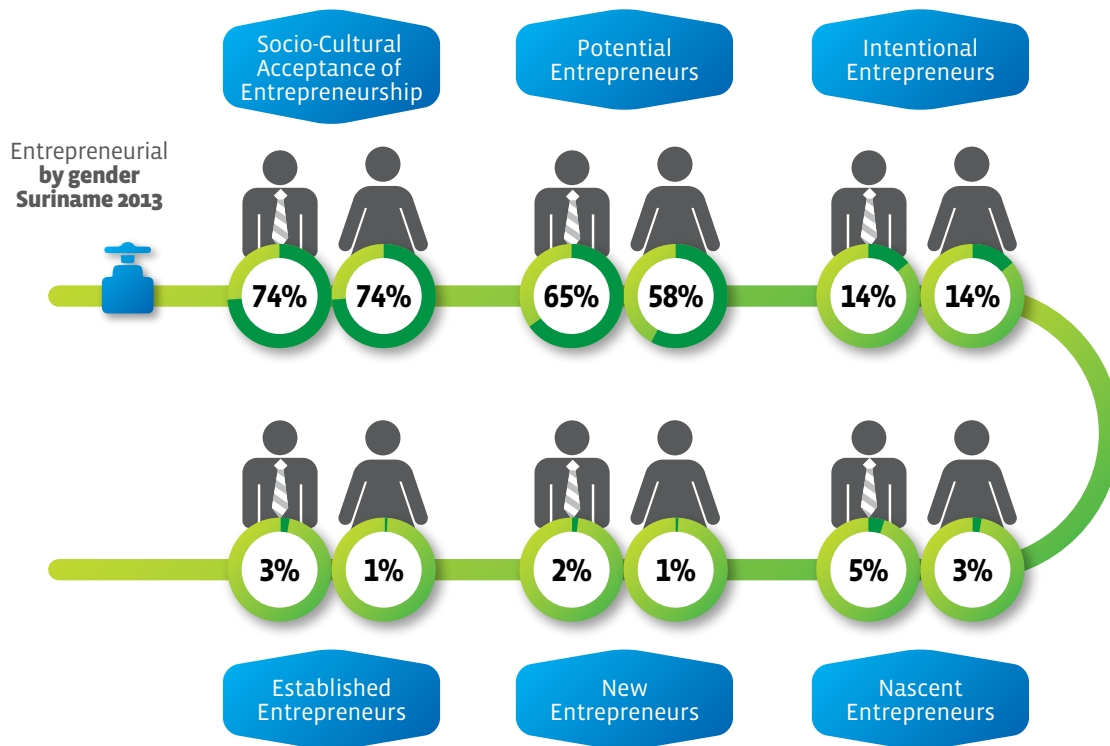 Socio-Cultural
Acceptance of
Entrepreneurship
Potential
Entrepreneurs
Intentional
Entrepreneurs
Entrepreneurial
by gender
Suriname 2013
74%
74%
65%
58%
14%
14%
3%
1%
2%
1%
5%
3%
Established
Entrepreneurs
New
Entrepreneurs
Nascent
Entrepreneurs